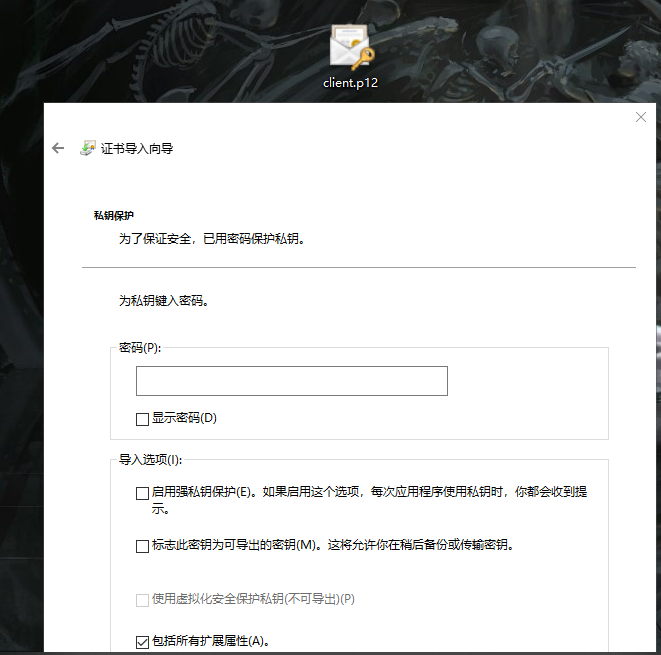 client.p12
证书导入向导
私钥保护
为了保证安全，已用密码保护私钥。
为私钥键入密码。
密码(P):
显示密码(D)
导入选项(I):
启用强私钥保护(E)。如果启用这个选项，每次应用程序使用私钥时，你都会收到提
示。
标志此密钥为可导出的密钥(M)。这将允许你在稍后备份或传输密钥。
使用虚拟化安全保护私钥(不可导出)(P)
包括所有扩展属性(A)。